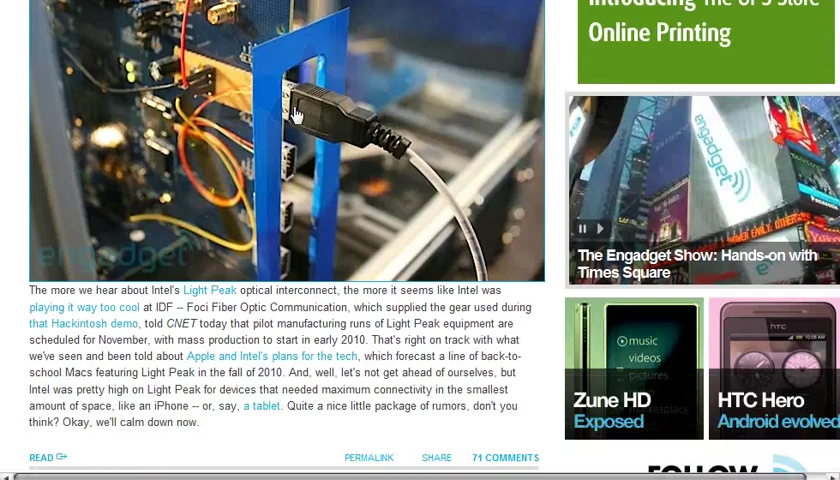 Introducing The UPS Store
Online Printing
engadget
engadget
Panasonic
The Engadget Show: Hands-on with
Times Square
engadget
The more we hear about Intel's Light Peak optical interconnect, the more it seems like Intel was
playing it way too cool at IDF -- Foci Fiber Optic Communication, which supplied the gear used during
that Hackintosh demo, told CNET today that pilot manufacturing runs of Light Peak equipment are
scheduled for November, with mass production to start in early 2010. That's right on track with what
we've seen and been told about Apple and Intel's plans for the tech, which forecast a line of back-to-
school Macs featuring Light Peak in the fall of 2010. And, well, let's not get ahead of ourselves, but
Intel was pretty high on Light Peak for devices that needed maximum connectivity in the smallest
amount of space, like an iPhone -- or, say, a tablet. Quite a nice little package of rumors, don't you
think? Okay, we'll calm down now.
music
videos
pictures
marketplace
Zune HD
Exposed
hTC
HTC Hero
Android evolved
READ
PERMALINK
SHARE
71 COMMENTS
FOLLOW